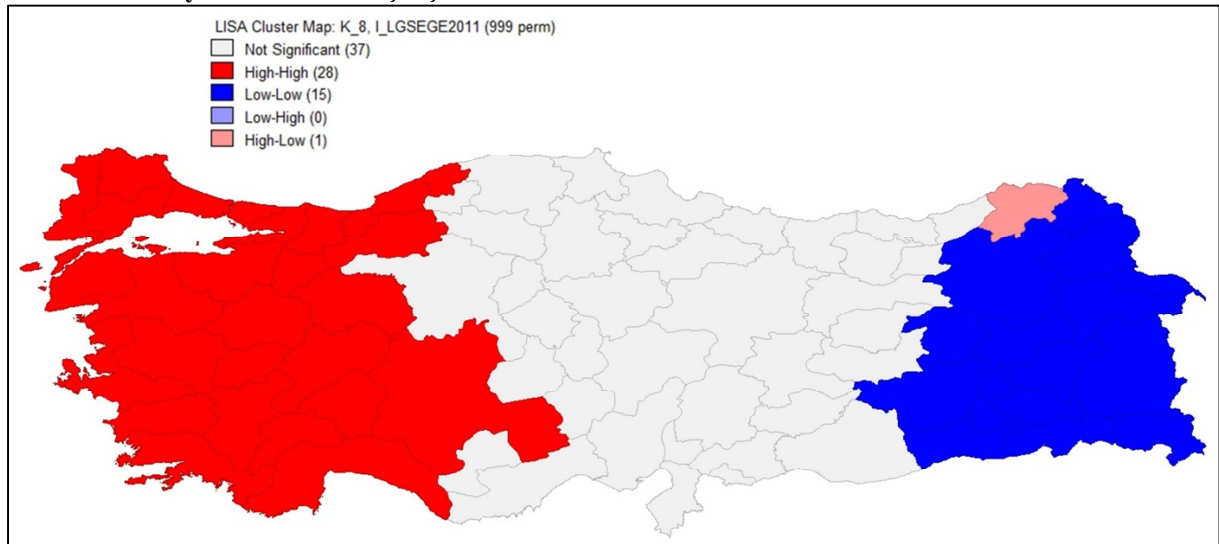 LISA Cluster Map: K_8, I_LGSEGE2011 (999 perm)
Not Significant (37)
High-High (28)
Low-Low (15)
Low-High (0)
High-Low (1)